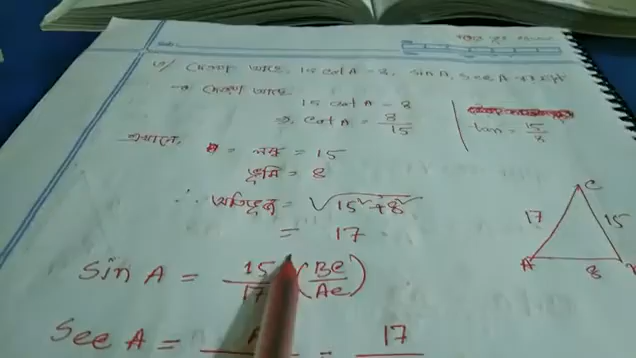 দেওয়া আছে, 15 cot A = 8, sin A, sec A
→ দেওয়া আছে,
15 cot A = 8
⇒ cot A = 8/15
tan = 15/8
এখানে,
= লম্ব = 15
ভূমি = 8
∴ অতিভুজ = √15²+8²
= 17
C
17
15
A
8
Sin A = 15/17 (BC/AC)
Sec A = = 17